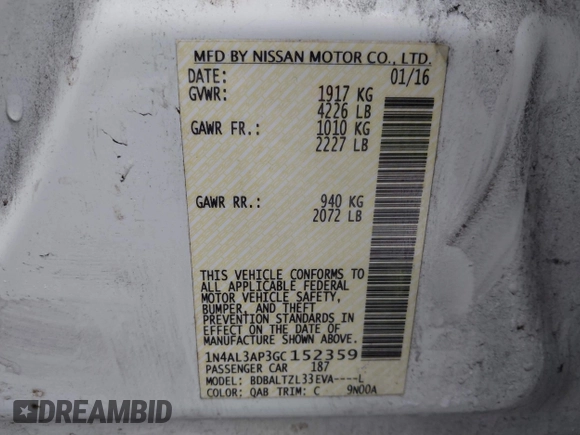 MFD BY NISSAN MOTOR CO., LTD.
DATE: 01/16
GVWR: 1917 KG
4226 LB
GAWR FR.: 1010 KG
2227 LB
GAWR RR.: 940 KG
2072 LB
THIS VEHICLE CONFORMS TO
ALL APPLICABLE FEDERAL
MOTOR VEHICLE SAFETY,
BUMPER, AND THEFT
PREVENTION STANDARDS IN
EFFECT ON THE DATE OF
MANUFACTURE SHOWN ABOVE.
1N4AL3AP3GC152359
PASSENGER CAR 187
MODEL: BDBALTZL33EVA----L
COLOR: QAB TRIM: C 9N00A
RideSafely